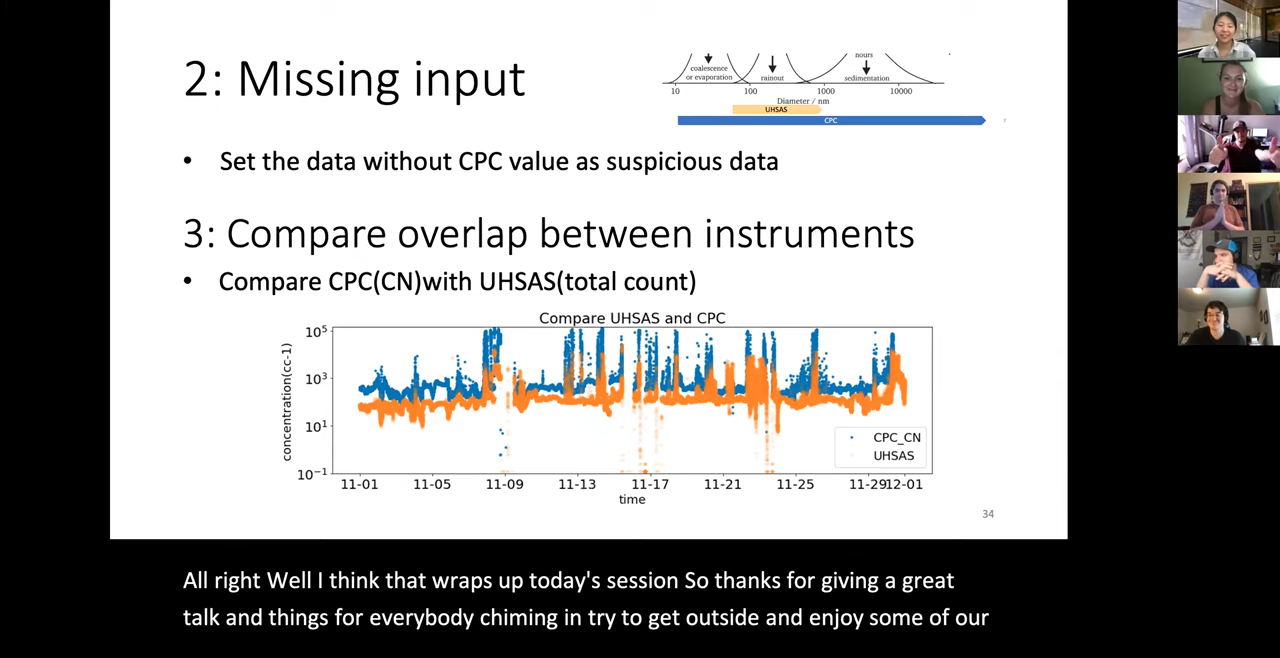 2: Missing input
coalescence
or evaporation
rainout
hours
sedimentation
10 100 1000 10000
Diameter / nm
UHSAS
CPC
• Set the data without CPC value as suspicious data
3: Compare overlap between instruments
• Compare CPC(CN)with UHSAS(total count)
Compare UHSAS and CPC
concentration(cc-1)
10⁵
10³
10¹
10⁻¹
CPC_CN
UHSAS
11-01 11-05 11-09 11-13 11-17 11-21 11-25 11-29 12-01
time
34
All right Well I think that wraps up today's session So thanks for giving a great
talk and things for everybody chiming in try to get outside and enjoy some of our